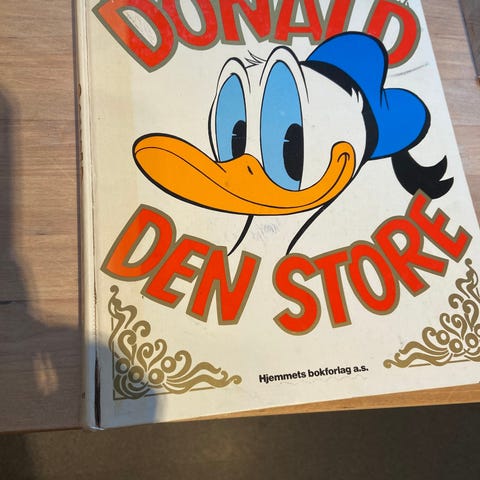 DONALD
DEN STORE
Hjemmets bokforlag a.s.